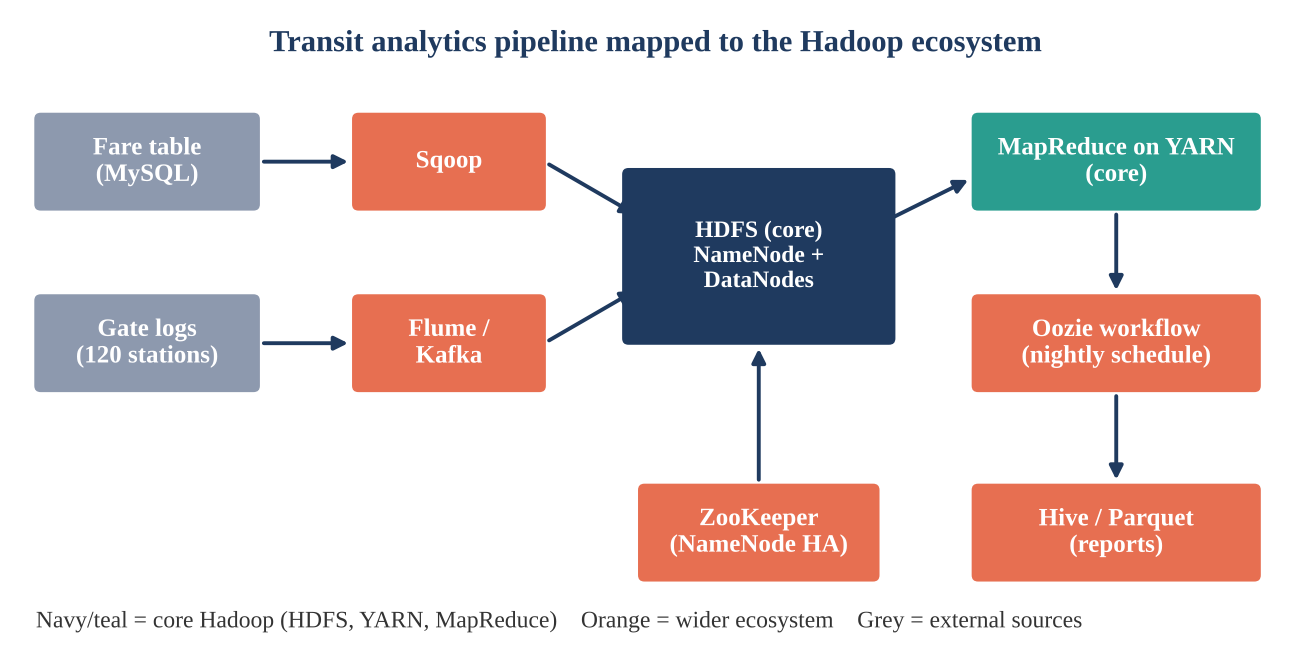 Transit analytics pipeline mapped to the Hadoop ecosystem
Fare table
(MySQL)
Sqoop
HDFS (core)
NameNode +
DataNodes
MapReduce on YARN
(core)
Gate logs
(120 stations)
Flume /
Kafka
Oozie workflow
(nightly schedule)
ZooKeeper
(NameNode HA)
Hive / Parquet
(reports)
Navy/teal = core Hadoop (HDFS, YARN, MapReduce) Orange = wider ecosystem Grey = external sources